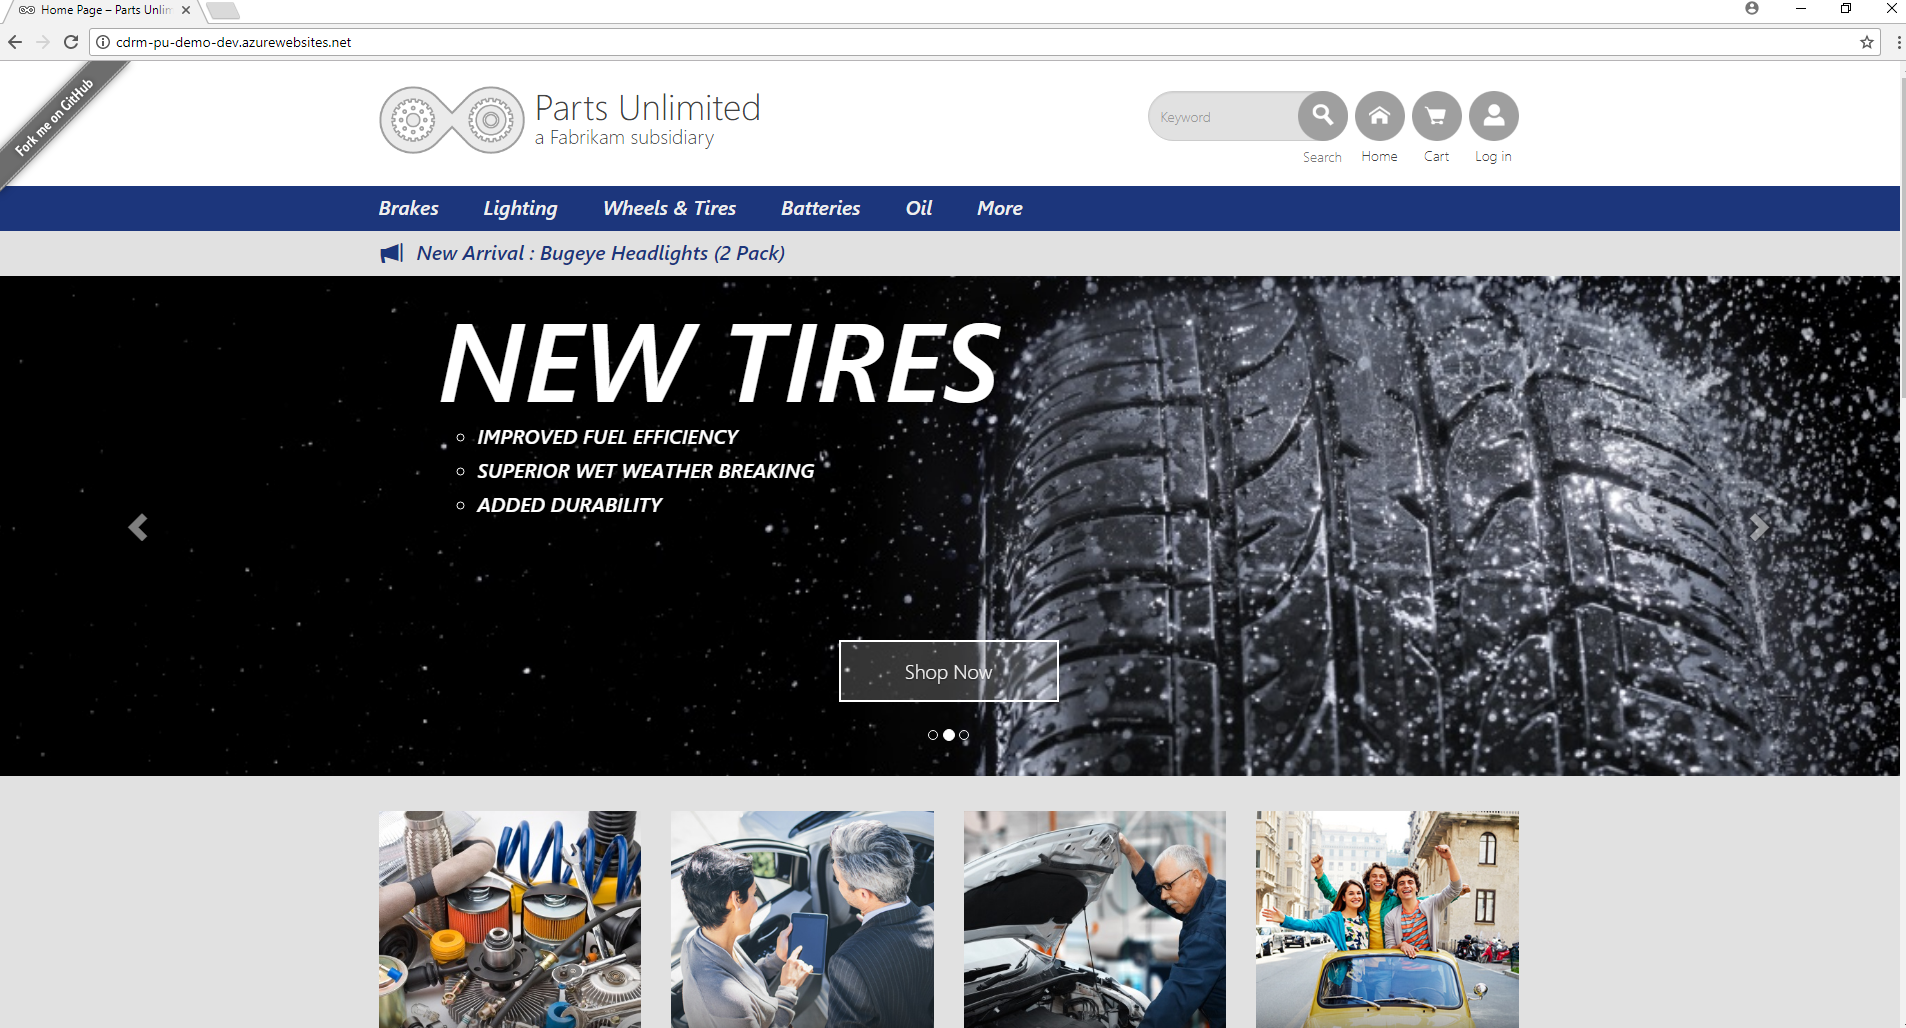 Home Page – Parts Unlim
cdrm-pu-demo-dev.azurewebsites.net
Fork me on GitHub
Parts Unlimited
a Fabrikam subsidiary
Keyword
Search Home Cart Log in
Brakes Lighting Wheels & Tires Batteries Oil More
New Arrival : Bugeye Headlights (2 Pack)
NEW TIRES
IMPROVED FUEL EFFICIENCY
SUPERIOR WET WEATHER BREAKING
ADDED DURABILITY
Shop Now